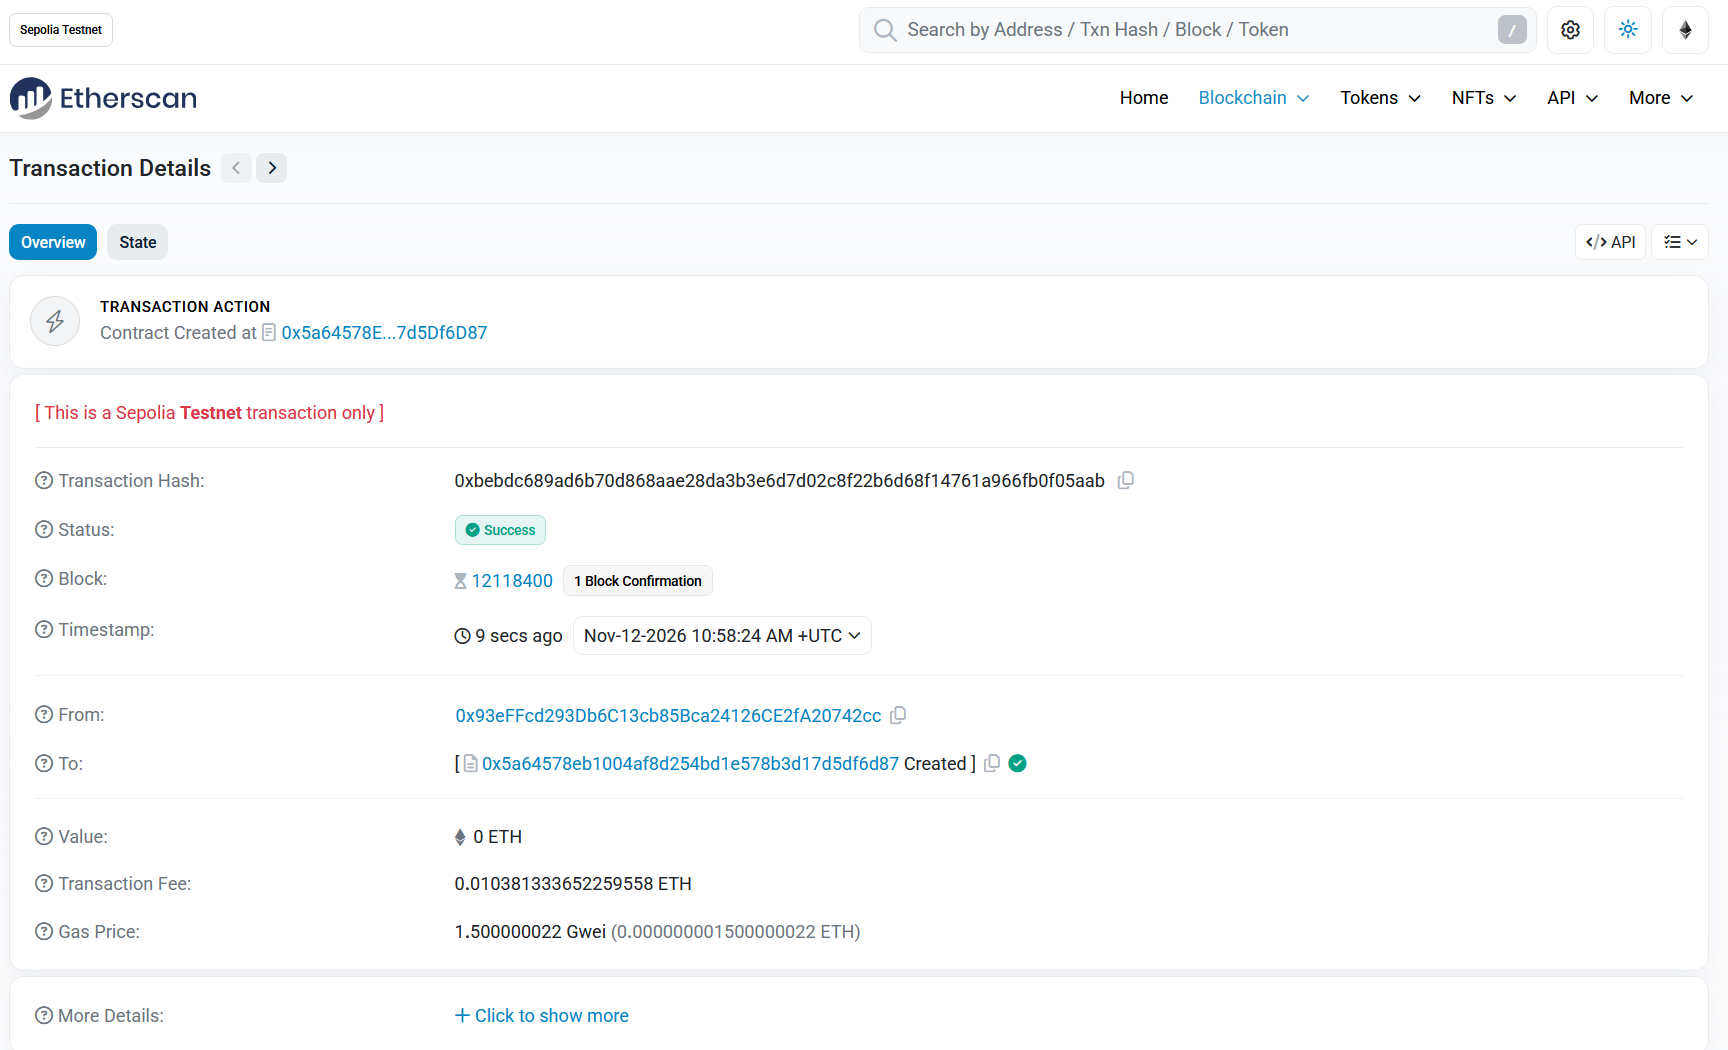 Sepolia Testnet
Search by Address / Txn Hash / Block / Token
/
Etherscan
Home Blockchain Tokens NFTs API More
Transaction Details
Overview State
</> API
TRANSACTION ACTION
Contract Created at 0x5a64578E...7d5Df6D87
[ This is a Sepolia Testnet transaction only ]
Transaction Hash: 0xbebdc689ad6b70d868aae28da3b3e6d7d02c8f22b6d68f14761a966fb0f05aab
Status: Success
Block: 12118400 1 Block Confirmation
Timestamp: 9 secs ago Nov-12-2026 10:58:24 AM +UTC
From: 0x93eFFcd293Db6C13cb85Bca24126CE2fA20742cc
To: [ 0x5a64578eb1004af8d254bd1e578b3d17d5df6d87 Created ]
Value: 0 ETH
Transaction Fee: 0.010381333652259558 ETH
Gas Price: 1.500000022 Gwei (0.000000001500000022 ETH)
More Details: + Click to show more